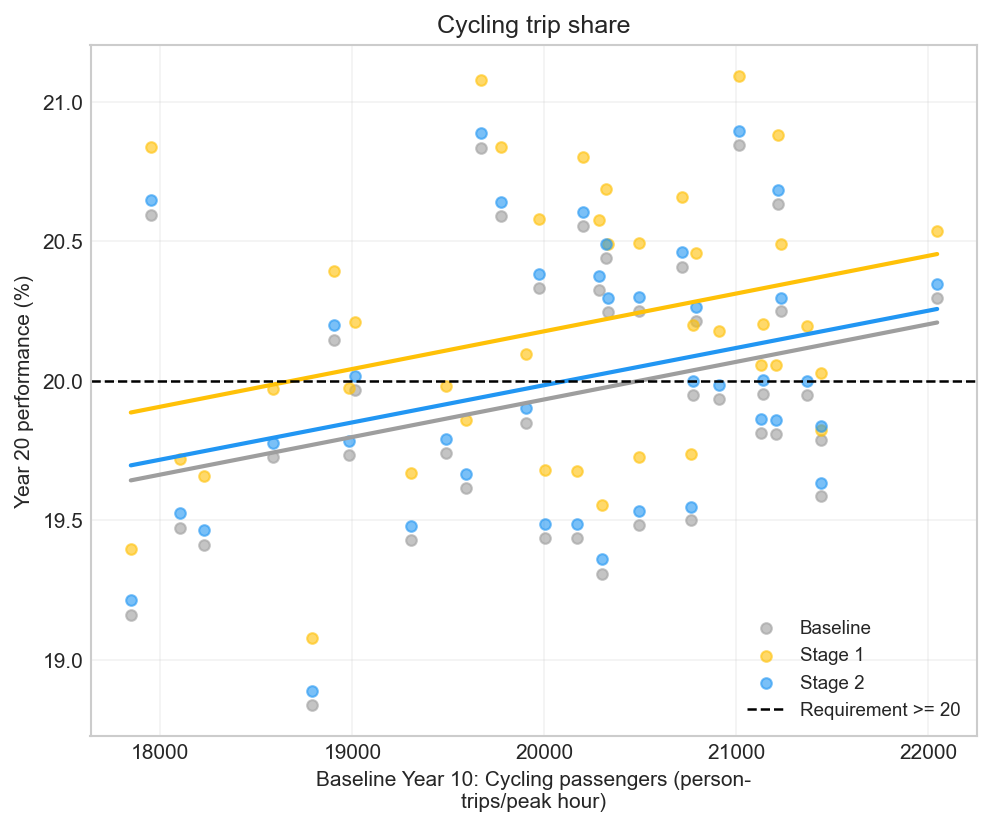 Cycling trip share
Year 20 performance (%)
21.0
20.5
20.0
19.5
19.0
Baseline
Stage 1
Stage 2
Requirement >= 20
18000 19000 20000 21000 22000
Baseline Year 10: Cycling passengers (person-
trips/peak hour)